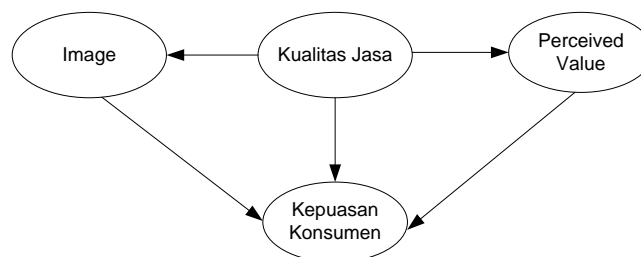 Image
Kualitas Jasa
Perceived
Value
Kepuasan
Konsumen